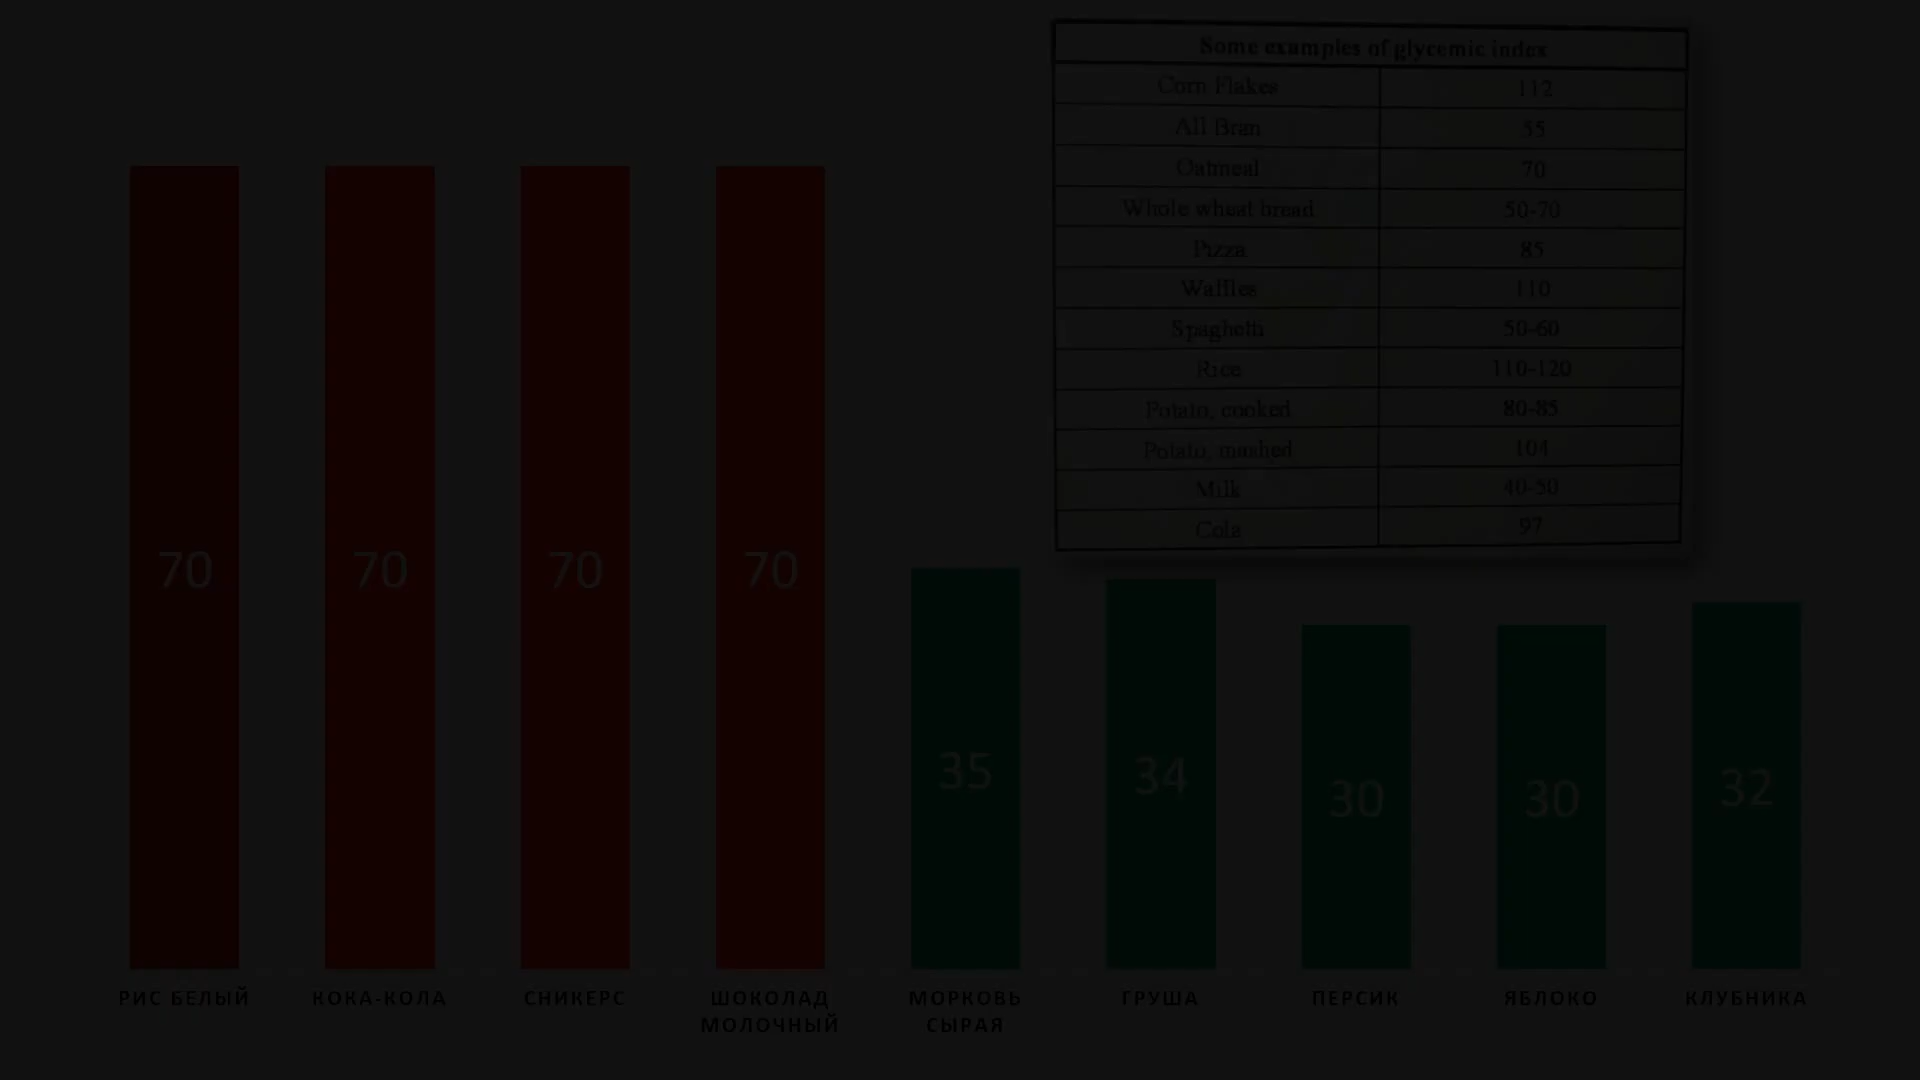 Some examples of glycemic index
Corn Flakes 112
All Bran 55
Oatmeal 70
Whole wheat bread 50-70
Pizza 85
Waffles 110
Spaghetti 50-60
Rice 110-120
Potato, cooked 80-85
Potato, mashed 104
Milk 40-50
Cola 97
70 70 70 70 35 34 30 30 32
РИС БЕЛЫЙ КОКА-КОЛА СНИКЕРС ШОКОЛАД МОРКОВЬ ГРУША ПЕРСИК ЯБЛОКО КЛУБНИКА
МОЛОЧНЫЙ СЫРАЯ